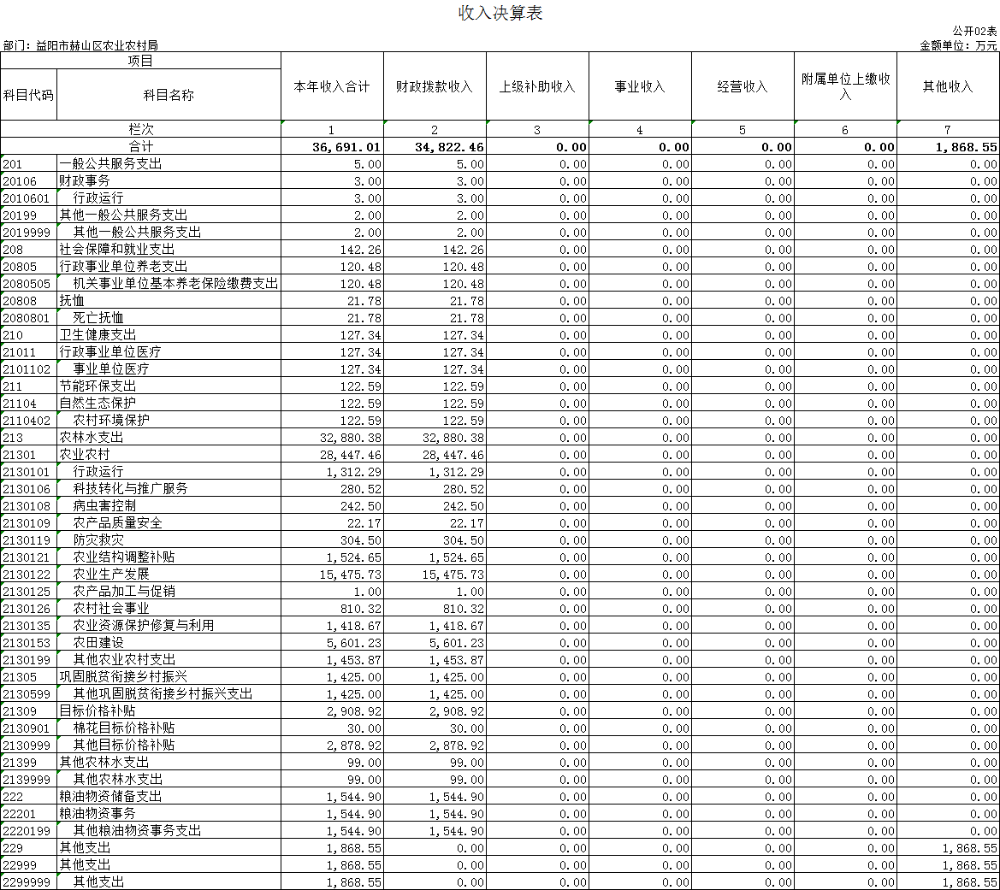 收入决算表
公开02表
部门：益阳市赫山区农业农村局 金额单位：万元
项目 本年收入合计 财政拨款收入 上级补助收入 事业收入 经营收入 附属单位上缴收入 其他收入
科目代码 科目名称
栏次 1 2 3 4 5 6 7
合计 36,691.01 34,822.46 0.00 0.00 0.00 0.00 1,868.55
201 一般公共服务支出 5.00 5.00 0.00 0.00 0.00 0.00 0.00
20106 财政事务 3.00 3.00 0.00 0.00 0.00 0.00 0.00
2010601 行政运行 3.00 3.00 0.00 0.00 0.00 0.00 0.00
20199 其他一般公共服务支出 2.00 2.00 0.00 0.00 0.00 0.00 0.00
2019999 其他一般公共服务支出 2.00 2.00 0.00 0.00 0.00 0.00 0.00
208 社会保障和就业支出 142.26 142.26 0.00 0.00 0.00 0.00 0.00
20805 行政事业单位养老支出 120.48 120.48 0.00 0.00 0.00 0.00 0.00
2080505 机关事业单位基本养老保险缴费支出 120.48 120.48 0.00 0.00 0.00 0.00 0.00
20808 抚恤 21.78 21.78 0.00 0.00 0.00 0.00 0.00
2080801 死亡抚恤 21.78 21.78 0.00 0.00 0.00 0.00 0.00
210 卫生健康支出 127.34 127.34 0.00 0.00 0.00 0.00 0.00
21011 行政事业单位医疗 127.34 127.34 0.00 0.00 0.00 0.00 0.00
2101102 事业单位医疗 127.34 127.34 0.00 0.00 0.00 0.00 0.00
211 节能环保支出 122.59 122.59 0.00 0.00 0.00 0.00 0.00
21104 自然生态保护 122.59 122.59 0.00 0.00 0.00 0.00 0.00
2110402 农村环境保护 122.59 122.59 0.00 0.00 0.00 0.00 0.00
213 农林水支出 32,880.38 32,880.38 0.00 0.00 0.00 0.00 0.00
21301 农业农村 28,447.46 28,447.46 0.00 0.00 0.00 0.00 0.00
2130101 行政运行 1,312.29 1,312.29 0.00 0.00 0.00 0.00 0.00
2130106 科技转化与推广服务 280.52 280.52 0.00 0.00 0.00 0.00 0.00
2130108 病虫害控制 242.50 242.50 0.00 0.00 0.00 0.00 0.00
2130109 农产品质量安全 22.17 22.17 0.00 0.00 0.00 0.00 0.00
2130119 防灾救灾 304.50 304.50 0.00 0.00 0.00 0.00 0.00
2130121 农业结构调整补贴 1,524.65 1,524.65 0.00 0.00 0.00 0.00 0.00
2130122 农业生产发展 15,475.73 15,475.73 0.00 0.00 0.00 0.00 0.00
2130125 农产品加工与促销 1.00 1.00 0.00 0.00 0.00 0.00 0.00
2130126 农村社会事业 810.32 810.32 0.00 0.00 0.00 0.00 0.00
2130135 农业资源保护修复与利用 1,418.67 1,418.67 0.00 0.00 0.00 0.00 0.00
2130153 农田建设 5,601.23 5,601.23 0.00 0.00 0.00 0.00 0.00
2130199 其他农业农村支出 1,453.87 1,453.87 0.00 0.00 0.00 0.00 0.00
21305 巩固脱贫衔接乡村振兴 1,425.00 1,425.00 0.00 0.00 0.00 0.00 0.00
2130599 其他巩固脱贫衔接乡村振兴支出 1,425.00 1,425.00 0.00 0.00 0.00 0.00 0.00
21309 目标价格补贴 2,908.92 2,908.92 0.00 0.00 0.00 0.00 0.00
2130901 棉花目标价格补贴 30.00 30.00 0.00 0.00 0.00 0.00 0.00
2130999 其他目标价格补贴 2,878.92 2,878.92 0.00 0.00 0.00 0.00 0.00
21399 其他农林水支出 99.00 99.00 0.00 0.00 0.00 0.00 0.00
2139999 其他农林水支出 99.00 99.00 0.00 0.00 0.00 0.00 0.00
222 粮油物资储备支出 1,544.90 1,544.90 0.00 0.00 0.00 0.00 0.00
22201 粮油物资事务 1,544.90 1,544.90 0.00 0.00 0.00 0.00 0.00
2220199 其他粮油物资事务支出 1,544.90 1,544.90 0.00 0.00 0.00 0.00 0.00
229 其他支出 1,868.55 0.00 0.00 0.00 0.00 0.00 1,868.55
22999 其他支出 1,868.55 0.00 0.00 0.00 0.00 0.00 1,868.55
2299999 其他支出 1,868.55 0.00 0.00 0.00 0.00 0.00 1,868.55